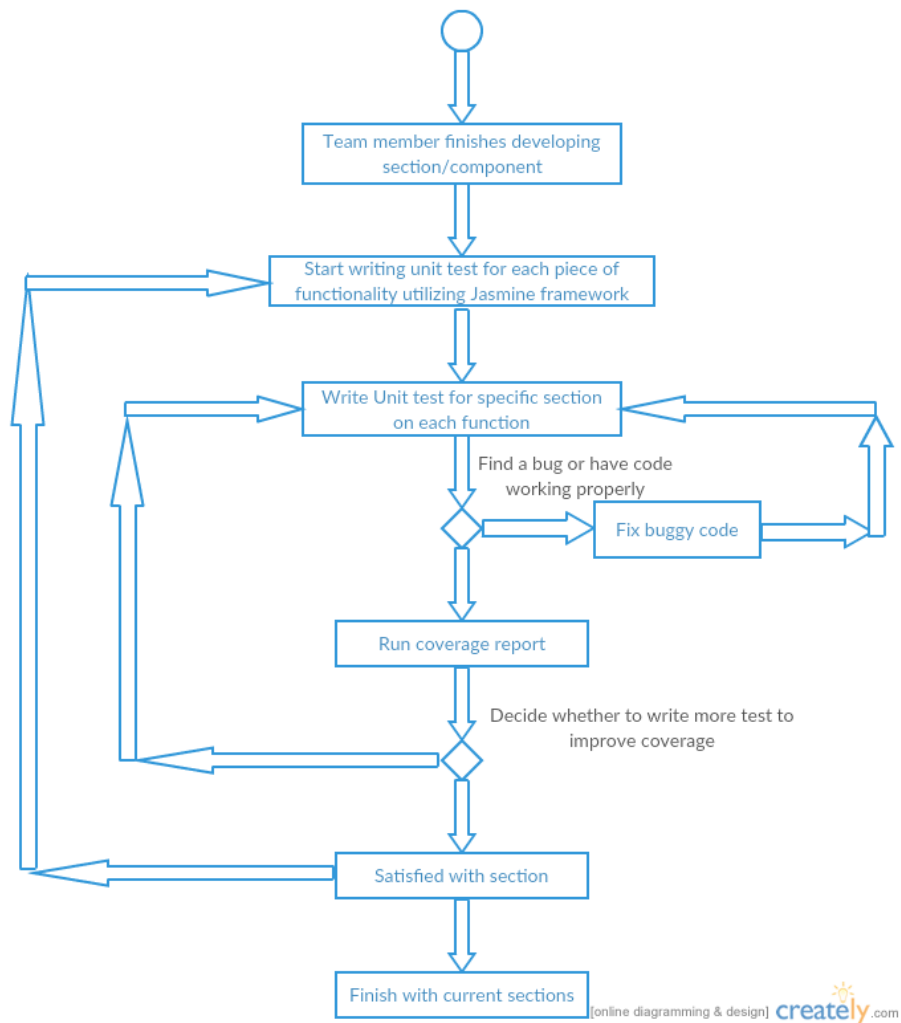 Team member finishes developing
section/component
Start writing unit test for each piece of
functionality utilizing Jasmine framework
Write Unit test for specific section
on each function
Find a bug or have code
working properly
Fix buggy code
Run coverage report
Decide whether to write more test to
improve coverage
Satisfied with section
Finish with current sections
[online diagramming & design] creately.com